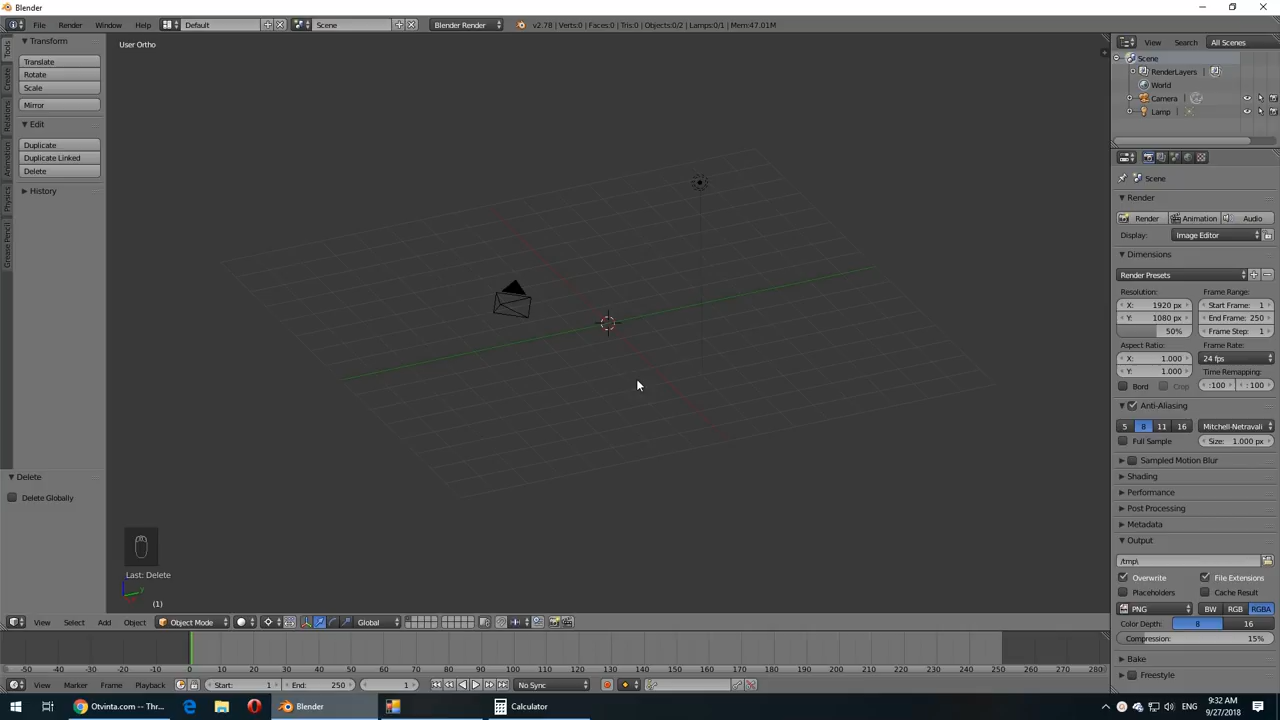 Blender
File Render Window Help Default Scene Blender Render v2.78 | Verts:0 | Faces:0 | Tris:0 | Objects:0/2 | Lamps:0/1 | Mem:47.01M
Tools
Create
Relations
Animation
Physics
Grease Pencil
Transform
Translate
Rotate
Scale
Mirror
Edit
Duplicate
Duplicate Linked
Delete
History
Delete
Delete Globally
User Ortho
Last: Delete
(1)
y
View Select Add Object Object Mode Global
View Search All Scenes
Scene
RenderLayers
World
Camera
Lamp
Scene
Render
Render Animation Audio
Display: Image Editor
Dimensions
Render Presets
Resolution: Frame Range:
X: 1920 px Start Frame: 1
Y: 1080 px End Frame: 250
50% Frame Step: 1
Aspect Ratio: Frame Rate:
X: 1.000 24 fps
Y: 1.000 Time Remapping:
Bord Crop :100 : 100
Anti-Aliasing
5 8 11 16 Mitchell-Netravali
Full Sample Size: 1.000 px
Sampled Motion Blur
Shading
Performance
Post Processing
Metadata
Output
/tmp\
Overwrite File Extensions
Placeholders Cache Result
PNG BW RGB RGBA
Color Depth: 8 16
Compression: 15%
Bake
Freestyle
-50 -40 -30 -20 -10 0 10 20 30 40 50 60 70 80 90 100 110 120 130 140 150 160 170 180 190 200 210 220 230 240 250 260 270 280
View Marker Frame Playback Start: 1 End: 250 1 No Sync
Otvinta.com -- Thr... Blender Calculator 9:32 AM
9/27/2018